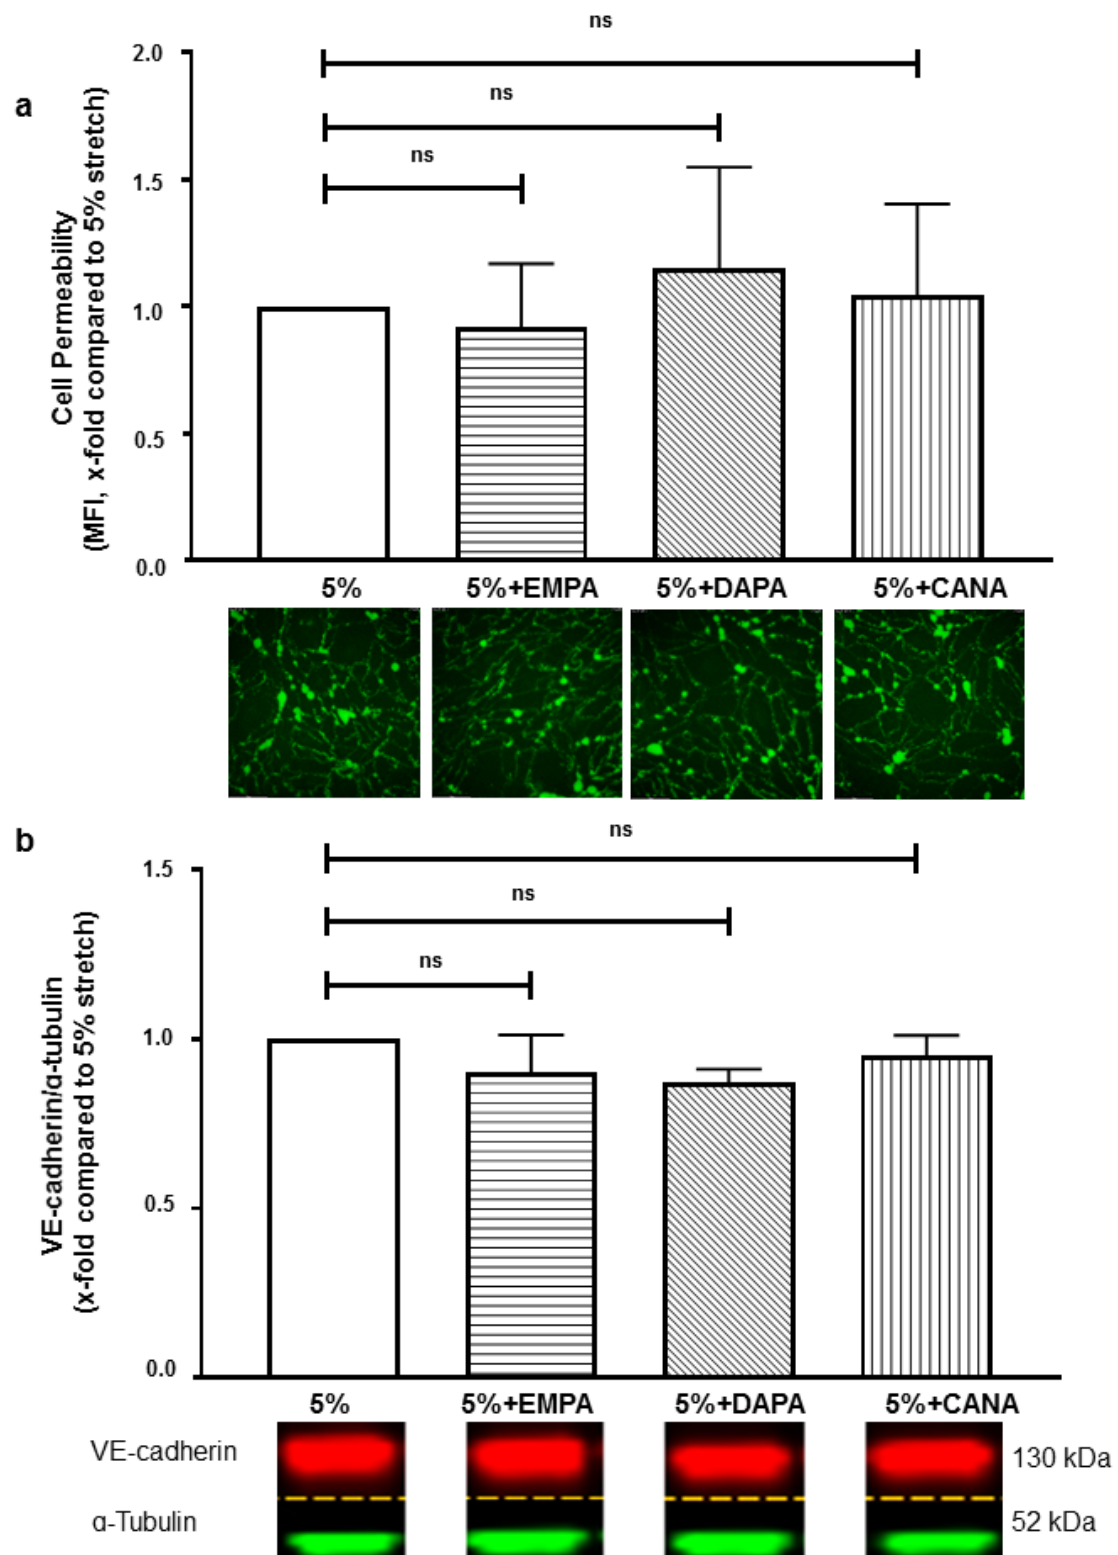 ns
2.0
a
ns
ns
1.5
Cell Permeability
(MFI, x-fold compared to 5% stretch)
1.0
0.5
0.0
5% 5%+EMPA 5%+DAPA 5%+CANA
b
ns
1.5
ns
ns
VE-cadherin/α-tubulin
(x-fold compared to 5% stretch)
1.0
0.5
0.0
5% 5%+EMPA 5%+DAPA 5%+CANA
VE-cadherin 130 kDa
α-Tubulin 52 kDa